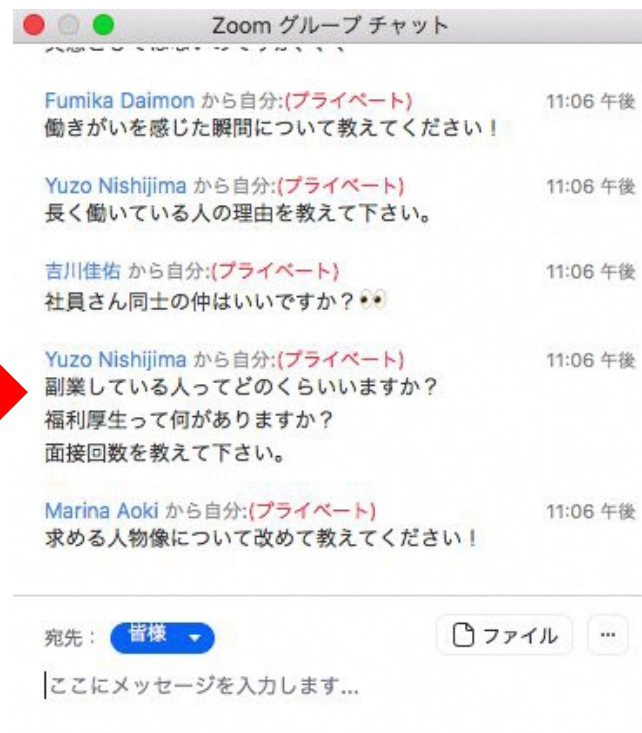 Zoom グループ チャット
Fumika Daimon から自分:(プライベート) 11:06 午後
働きがいを感じた瞬間について教えてください！
Yuzo Nishijima から自分:(プライベート) 11:06 午後
長く働いている人の理由を教えて下さい。
吉川佳佑 から自分:(プライベート) 11:06 午後
社員さん同士の仲はいいですか？👀
Yuzo Nishijima から自分:(プライベート) 11:06 午後
副業している人ってどのくらいいますか？
福利厚生って何がありますか？
面接回数を教えて下さい。
Marina Aoki から自分:(プライベート) 11:06 午後
求める人物像について改めて教えてください！
宛先： 皆様 ファイル ...
ここにメッセージを入力します...